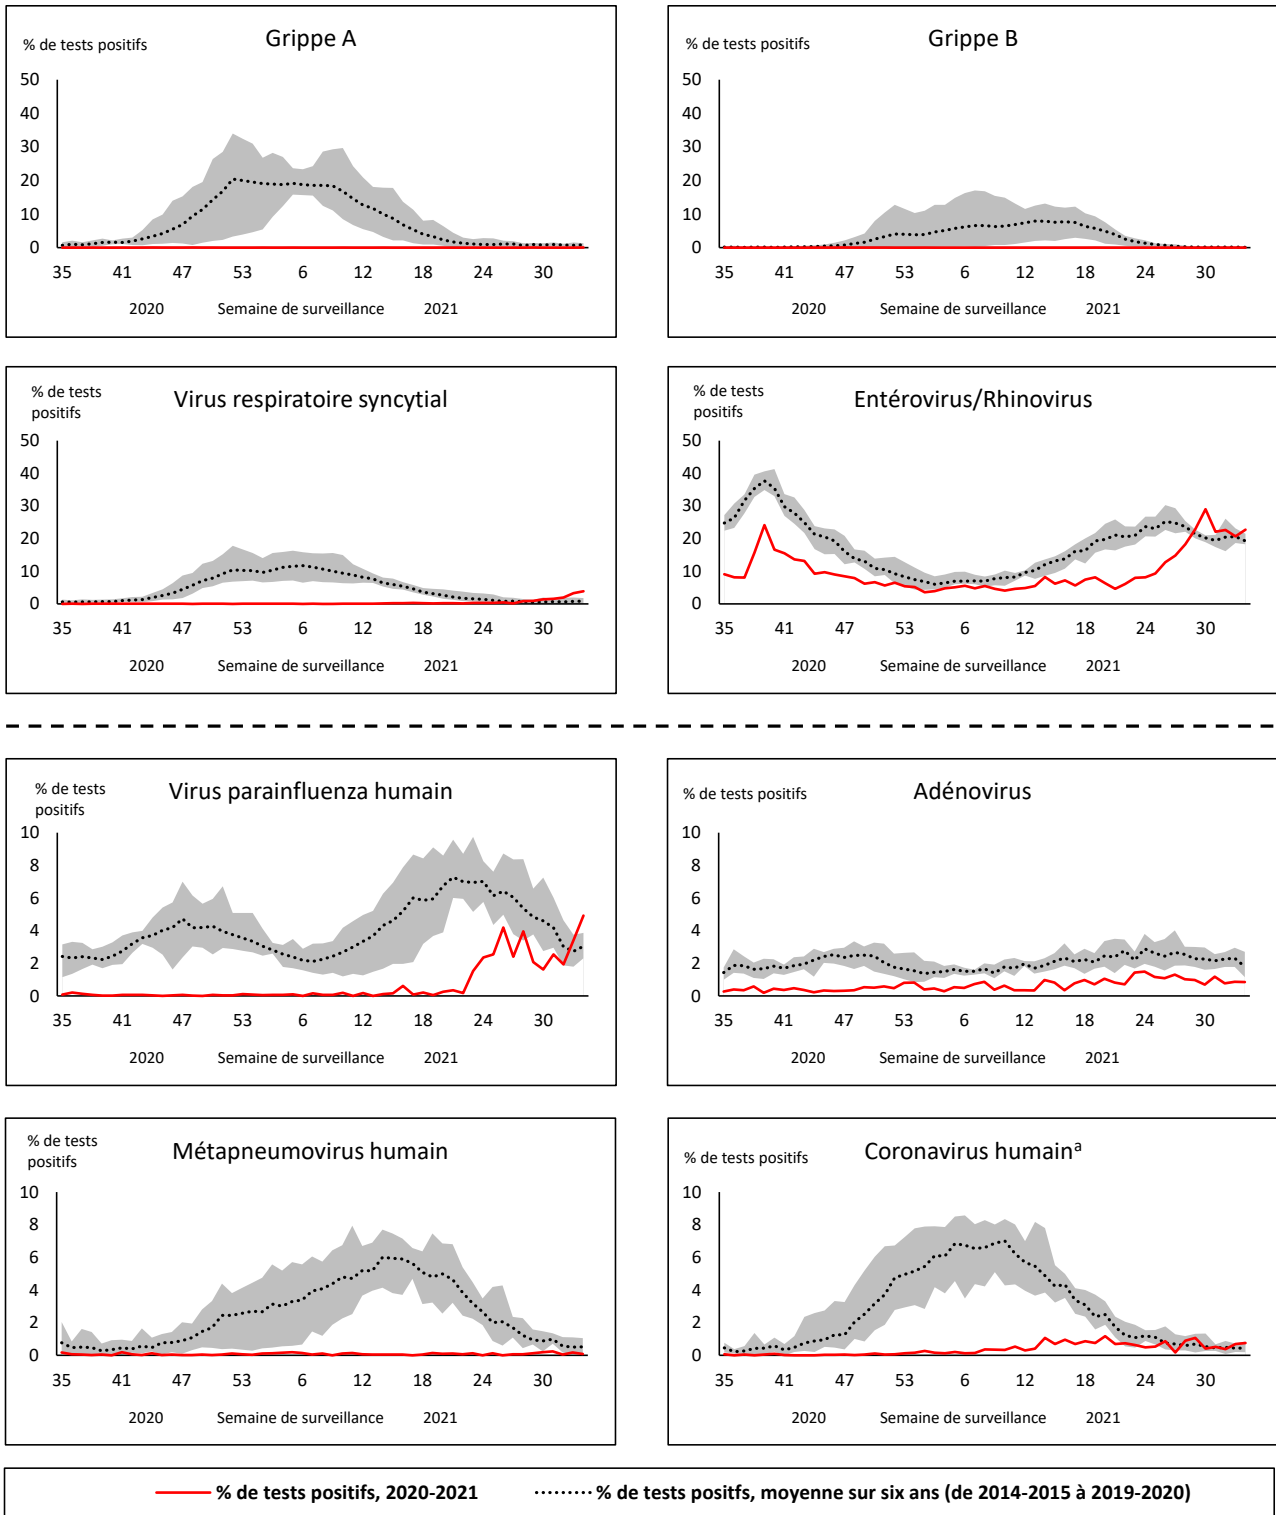 Grippe A
% de tests positifs
50
40
30
20
10
0
35 41 47 53 6 12 18 24 30
2020 Semaine de surveillance 2021
Grippe B
% de tests positifs
50
40
30
20
10
0
35 41 47 53 6 12 18 24 30
2020 Semaine de surveillance 2021
Virus respiratoire syncytial
% de tests
positifs
50
40
30
20
10
0
35 41 47 53 6 12 18 24 30
2020 Semaine de surveillance 2021
Entérovirus/Rhinovirus
% de tests
positifs
50
40
30
20
10
0
35 41 47 53 6 12 18 24 30
2020 Semaine de surveillance 2021
Virus parainfluenza humain
% de tests
positifs
10
8
6
4
2
0
35 41 47 53 6 12 18 24 30
2020 Semaine de surveillance 2021
Adénovirus
% de tests positifs
10
8
6
4
2
0
35 41 47 53 6 12 18 24 30
2020 Semaine de surveillance 2021
Métapneumovirus humain
% de tests
positifs
10
8
6
4
2
0
35 41 47 53 6 12 18 24 30
2020 Semaine de surveillance 2021
Coronavirus humainᵃ
% de tests positifs
10
8
6
4
2
0
35 41 47 53 6 12 18 24 30
2020 Semaine de surveillance 2021
% de tests positifs, 2020-2021 % de tests positfs, moyenne sur six ans (de 2014-2015 à 2019-2020)